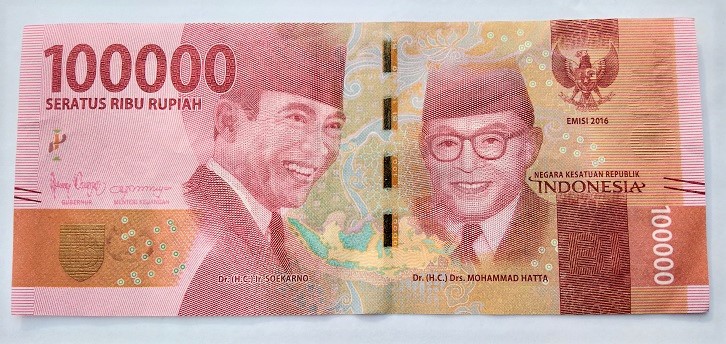 100000
SERATUS RIBU RUPIAH
EMISI 2016
NEGARA KESATUAN REPUBLIK
INDONESIA
GUBERNUR
MENTERI KEUANGAN
100000
Dr. (H.C.) Ir. SOEKARNO
Dr. (H.C.) Drs. MOHAMMAD HATTA